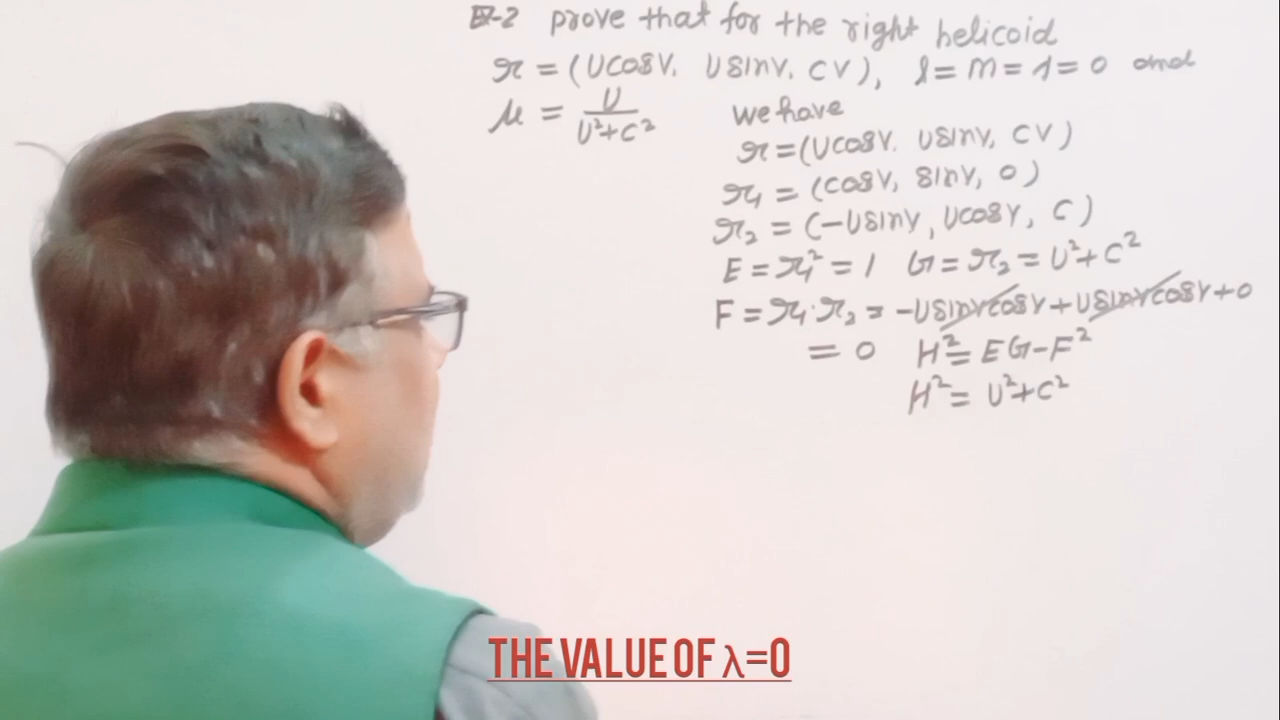 Ex-2 prove that for the right helicoid
r = (UcosV, UsinV, CV), l = m = λ = 0 and
μ = U/U²+C² we have
r = (UcosV, UsinV, CV)
r₁ = (cosV, sinV, 0)
r₂ = (-UsinV, UcosV, C)
E = r₁² = 1 G = r₂ = U²+C²
F = r₁·r₂ = -UsinVcosV + UsinVcosV + 0
= 0 H² = EG-F²
H² = U²+C²
THE VALUE OF λ=0